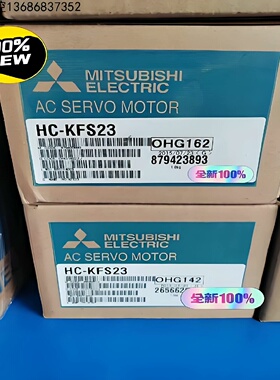 13686837352
100%
NEW
MITSUBISHI
ELECTRIC
AC SERVO MOTOR
HC-KFS23
OHG162
879423893
全新100%
MITSUBISHI
ELECTRIC
AC SERVO MOTOR
HC-KFS23
OHG142
全新100%